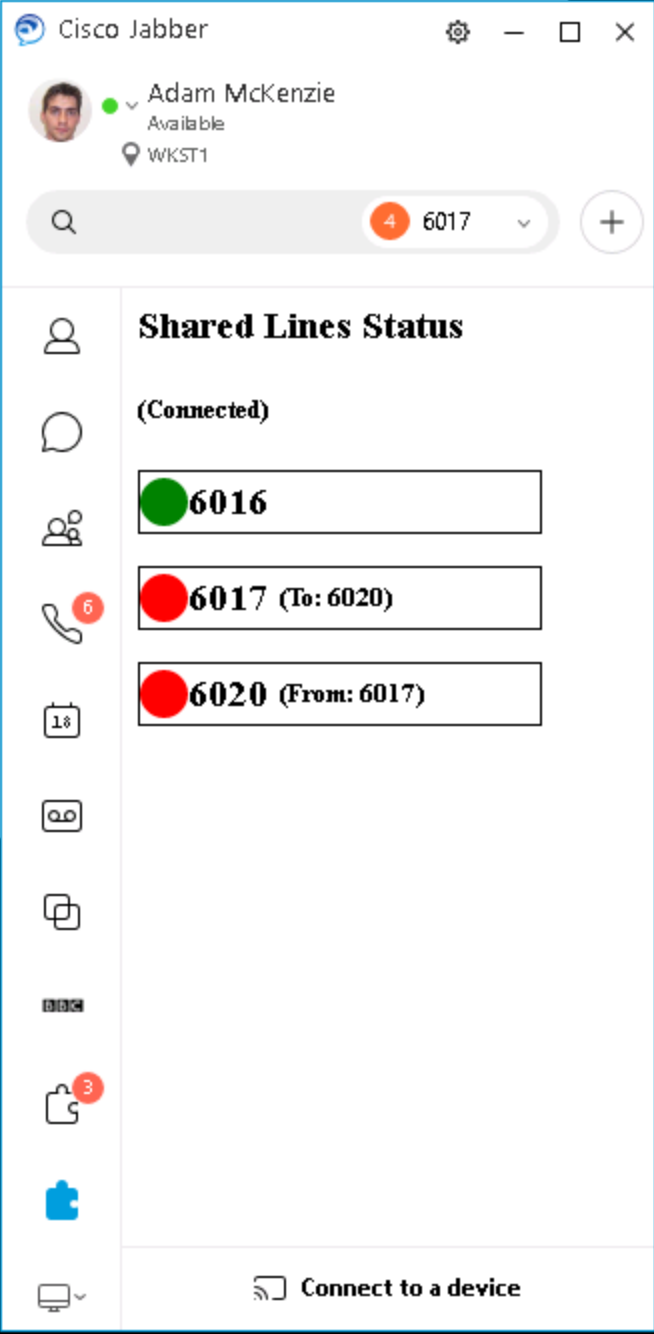 Cisco Jabber
Adam McKenzie
Available
WKST1
4 6017
Shared Lines Status
(Connected)
6016
6017 (To: 6020)
6020 (From: 6017)
6
18
BBC
3
Connect to a device